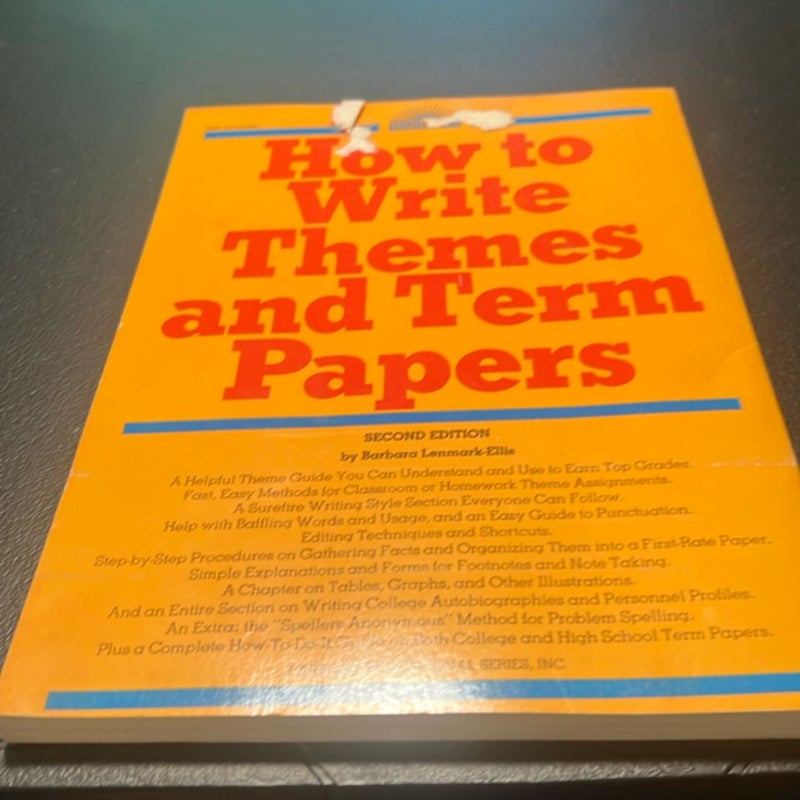 How to
Write
Themes
and Term
Papers
SECOND EDITION
by Barbara Lenmark-Ellis
A Helpful Theme Guide You Can Understand and Use to Earn Top Grades.
Fast, Easy Methods for Classroom or Homework Theme Assignments.
A Surefire Writing Style Section Everyone Can Follow.
Help with Baffling Words and Usage, and an Easy Guide to Punctuation.
Editing Techniques and Shortcuts.
Step-by-Step Procedures on Gathering Facts and Organizing Them into a First-Rate Paper.
Simple Explanations and Forms for Footnotes and Note Taking.
A Chapter on Tables, Graphs, and Other Illustrations.
And an Entire Section on Writing College Autobiographies and Personnel Profiles.
An Extra: the "Spellers Anonymous" Method for Problem Spelling.
Plus a Complete How-To-Do-It Both College and High School Term Papers.
SERIES, INC.